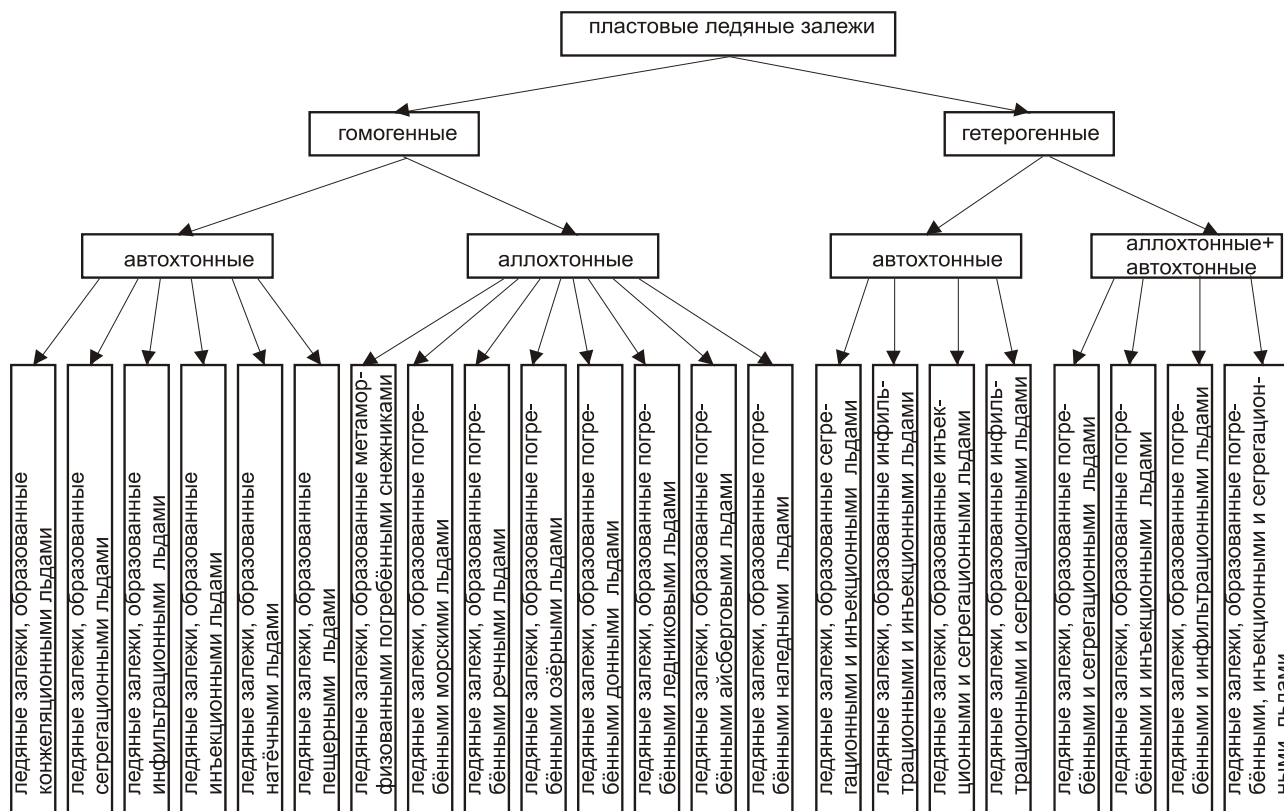 пластовые ледяные залежи
гомогенные
гетерогенные
автохтонные
аллохтонные
автохтонные
аллохтонные+
автохтонные
ледяные залежи, образованные
конжеляционными льдами
ледяные залежи, образованные
сегрегационными льдами
ледяные залежи, образованные
инфильтрационными льдами
ледяные залежи, образованные
инъекционными льдами
ледяные залежи, образованные
натёчными льдами
ледяные залежи, образованные
пещерными льдами
ледяные залежи, образованные метамор-
физованными погребёнными снежниками
ледяные залежи, образованные погре-
бёнными морскими льдами
ледяные залежи, образованные погре-
бёнными речными льдами
ледяные залежи, образованные погре-
бёнными озёрными льдами
ледяные залежи, образованные погре-
бёнными донными льдами
ледяные залежи, образованные погре-
бёнными ледниковыми льдами
ледяные залежи, образованные погре-
бёнными айсберговыми льдами
ледяные залежи, образованные погре-
бёнными наледными льдами
ледяные залежи, образованные сегре-
гационными и инъекционными льдами
ледяные залежи, образованные инфиль-
трационными и инъекционными льдами
ледяные залежи, образованные инъек-
ционными и сегрегационными льдами
ледяные залежи, образованные инфиль-
трационными и сегрегационными льдами
ледяные залежи, образованные погре-
бёнными и сегрегационными льдами
ледяные залежи, образованные погре-
бёнными и инъекционными льдами
ледяные залежи, образованные погре-
бёнными и инфильтрационными льдами
ледяные залежи, образованные погре-
бёнными, инъекционными и сегрегацион-
ными льдами